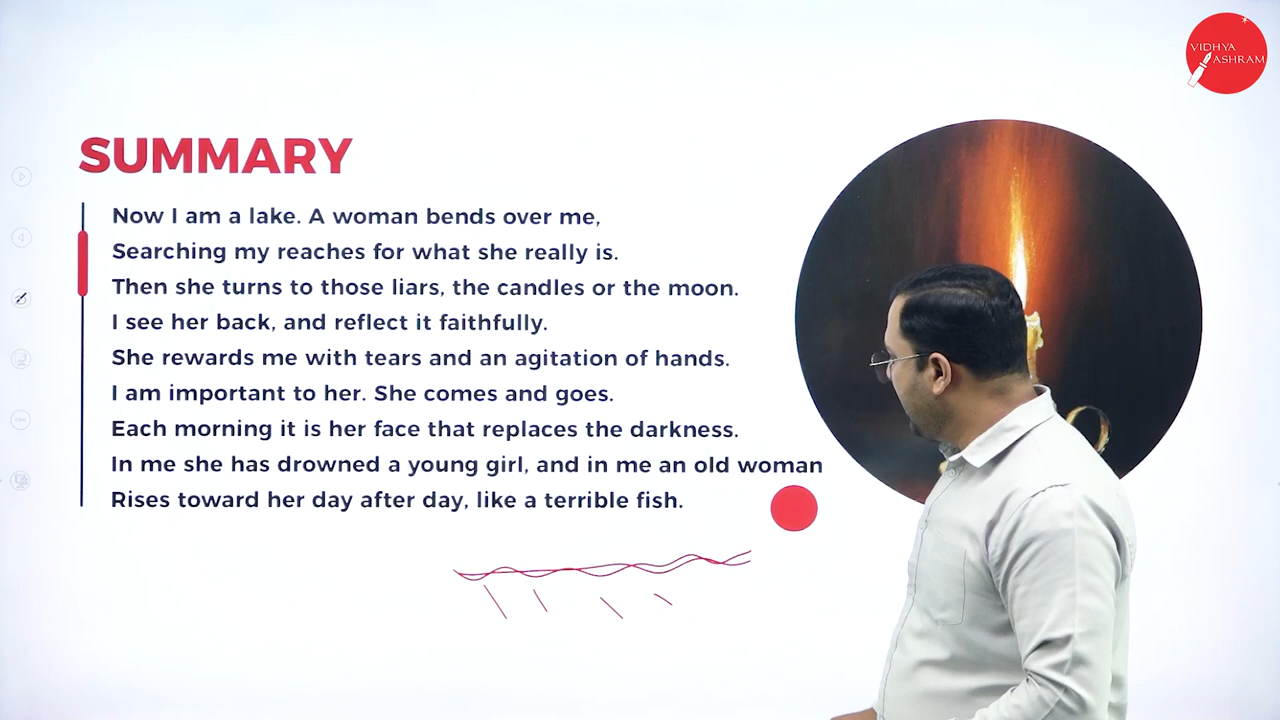 VIDHYA
ASHRAM
SUMMARY
Now I am a lake. A woman bends over me,
Searching my reaches for what she really is.
Then she turns to those liars, the candles or the moon.
I see her back, and reflect it faithfully.
She rewards me with tears and an agitation of hands.
I am important to her. She comes and goes.
Each morning it is her face that replaces the darkness.
In me she has drowned a young girl, and in me an old woman
Rises toward her day after day, like a terrible fish.